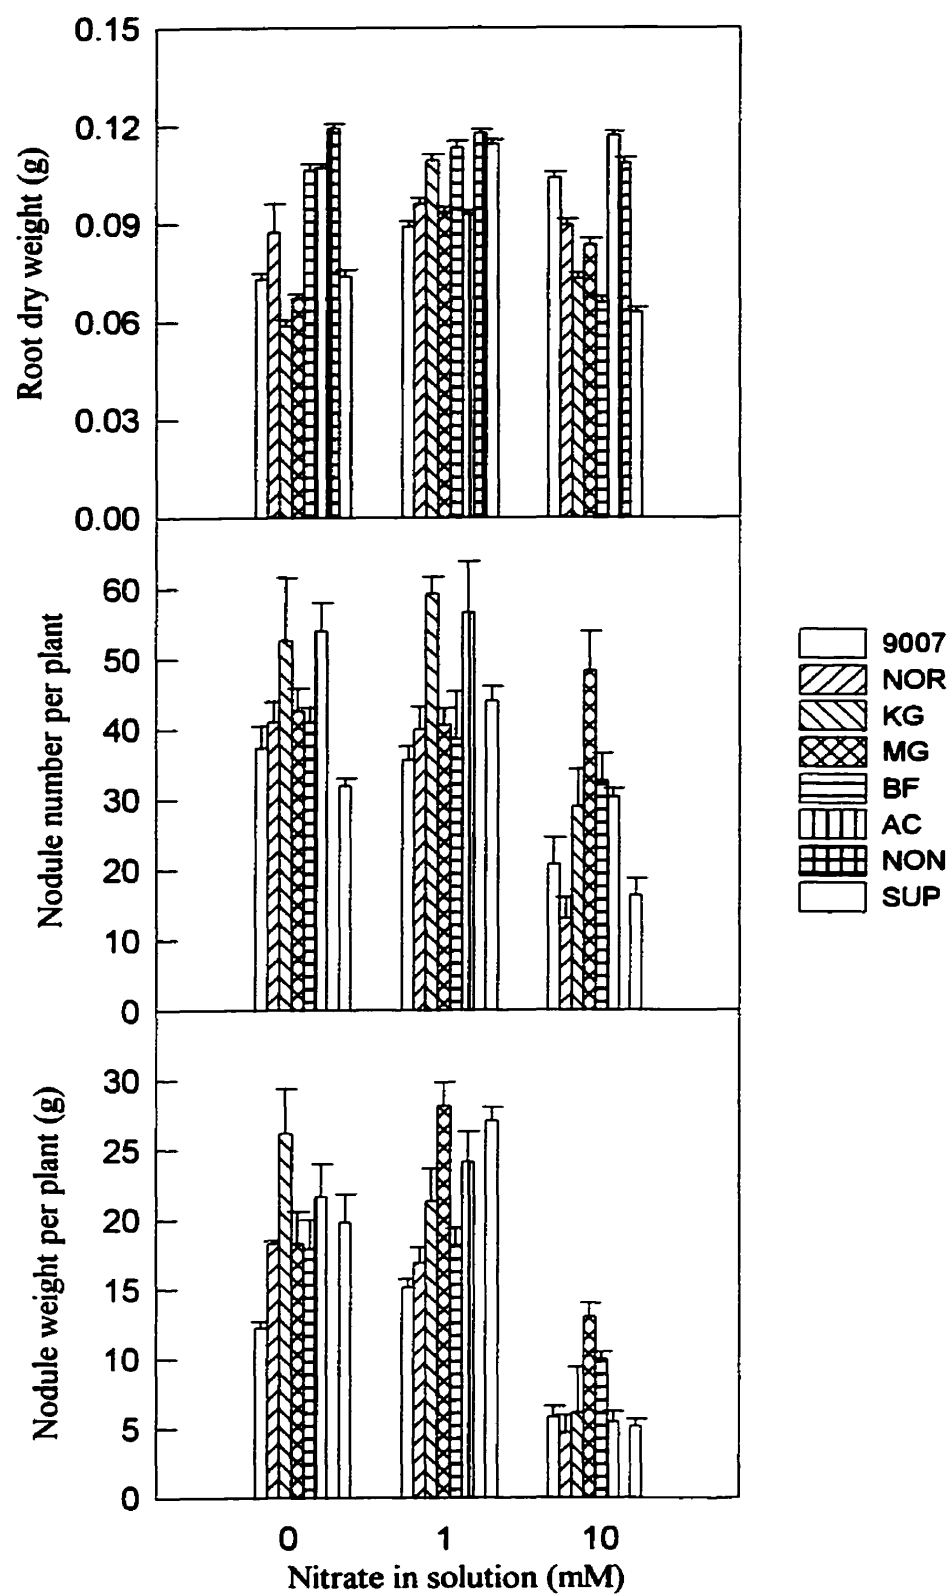 0.15
0.12
0.09
0.06
0.03
0.00
Root dry weight (g)
60
50
40
30
20
10
0
Nodule number per plant
30
25
20
15
10
5
0
Nodule weight per plant (g)
0 1 10
Nitrate in solution (mM)
9007
NOR
KG
MG
BF
AC
NON
SUP